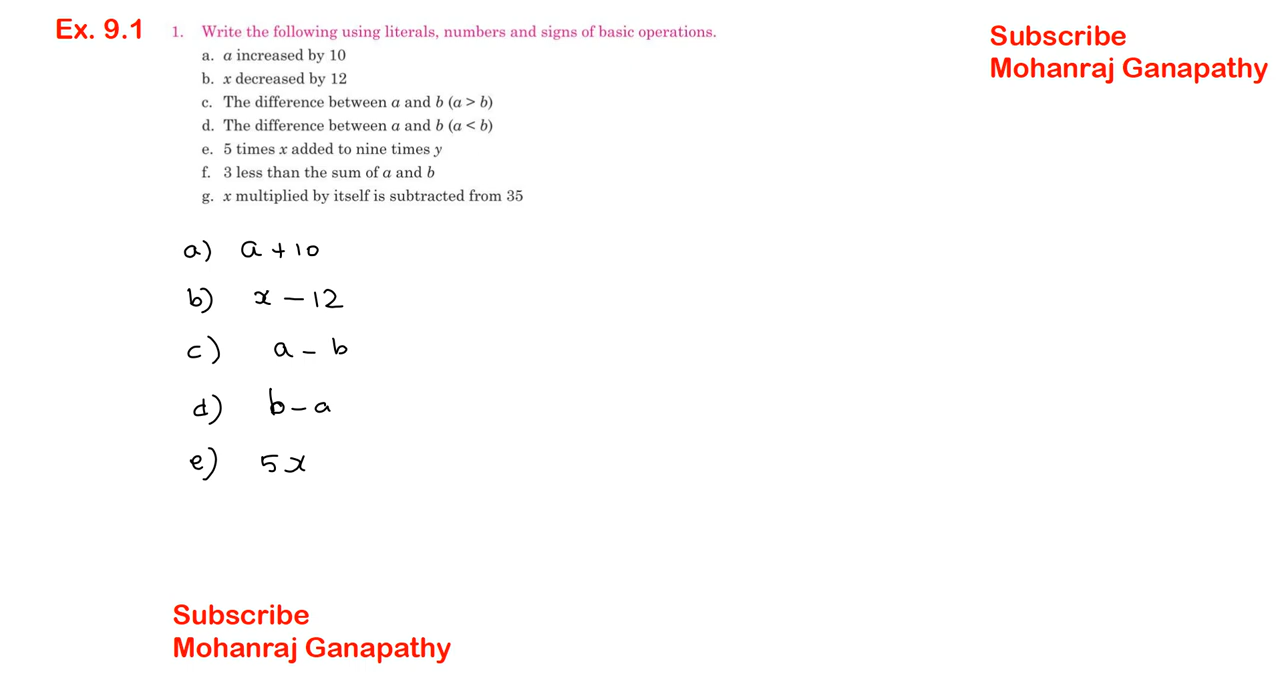 Ex. 9.1
1. Write the following using literals, numbers and signs of basic operations.
a. a increased by 10
b. x decreased by 12
c. The difference between a and b (a > b)
d. The difference between a and b (a < b)
e. 5 times x added to nine times y
f. 3 less than the sum of a and b
g. x multiplied by itself is subtracted from 35
Subscribe
Mohanraj Ganapathy
a) a + 10
b) x - 12
c) a - b
d) b - a
e) 5x
Subscribe
Mohanraj Ganapathy